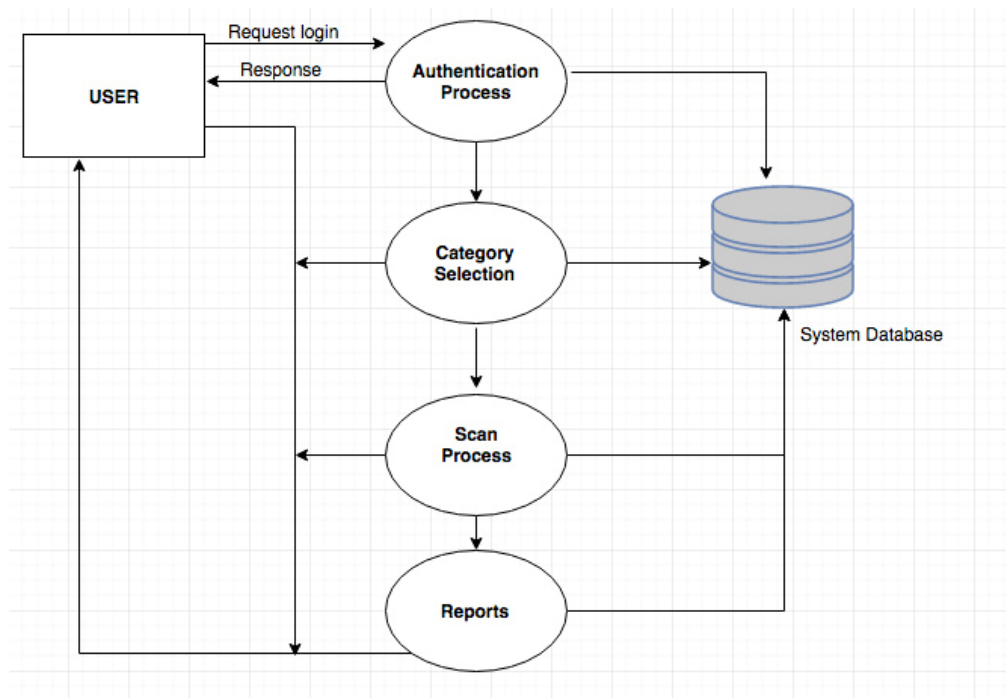 Request login
Response
USER
Authentication
Process
Category
Selection
System Database
Scan
Process
Reports